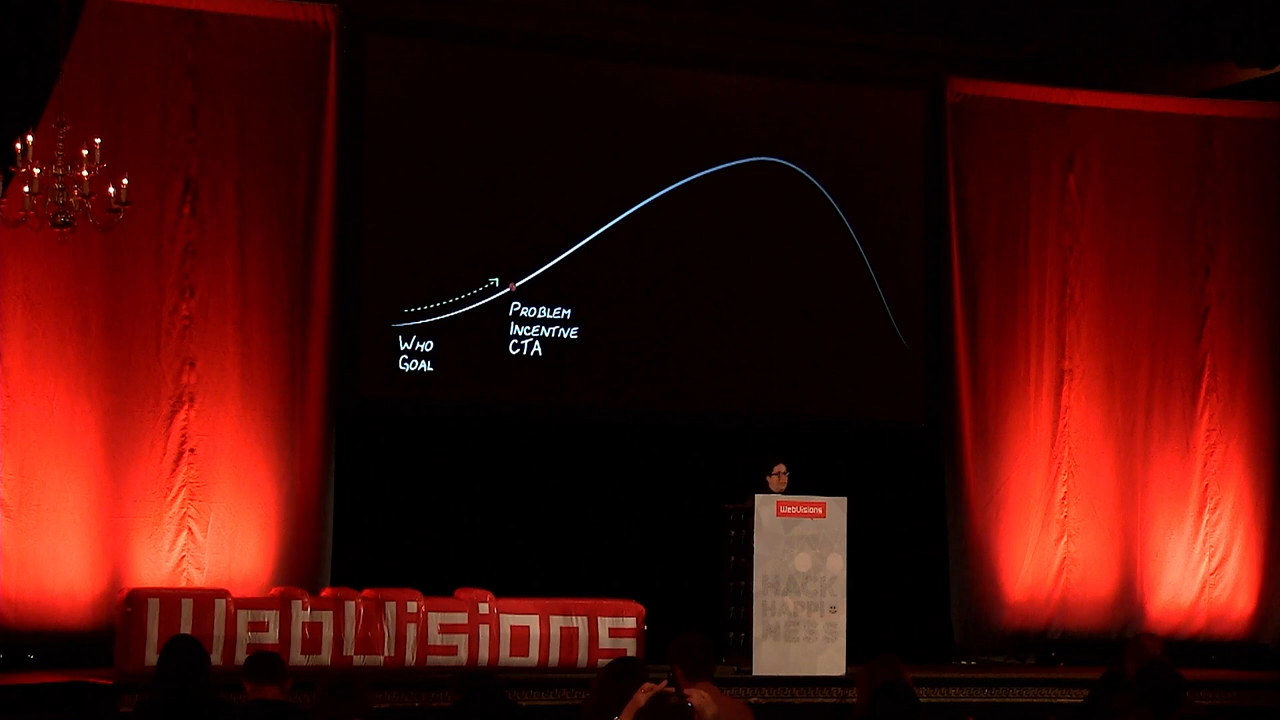 WHO
GOAL
PROBLEM
INCENTIVE
CTA
WebVisions
HACK
HAPPI
NESS
WebVisions